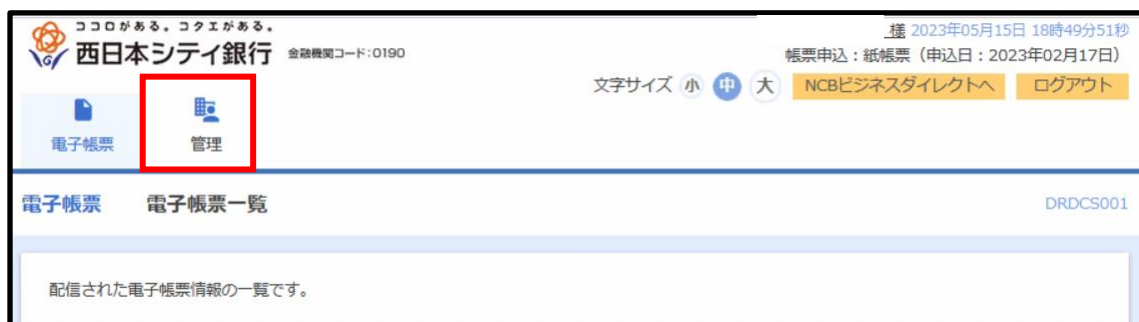 ココロがある。コタエがある。
西日本シティ銀行 金融機関コード:0190
様 2023年05月15日 18時49分51秒
帳票申込:紙帳票(申込日:2023年02月17日)
文字サイズ 小 中 大 NCBビジネスダイレクトへ ログアウト
電子帳票 管理
電子帳票 電子帳票一覧 DRDCS001
配信された電子帳票情報の一覧です。